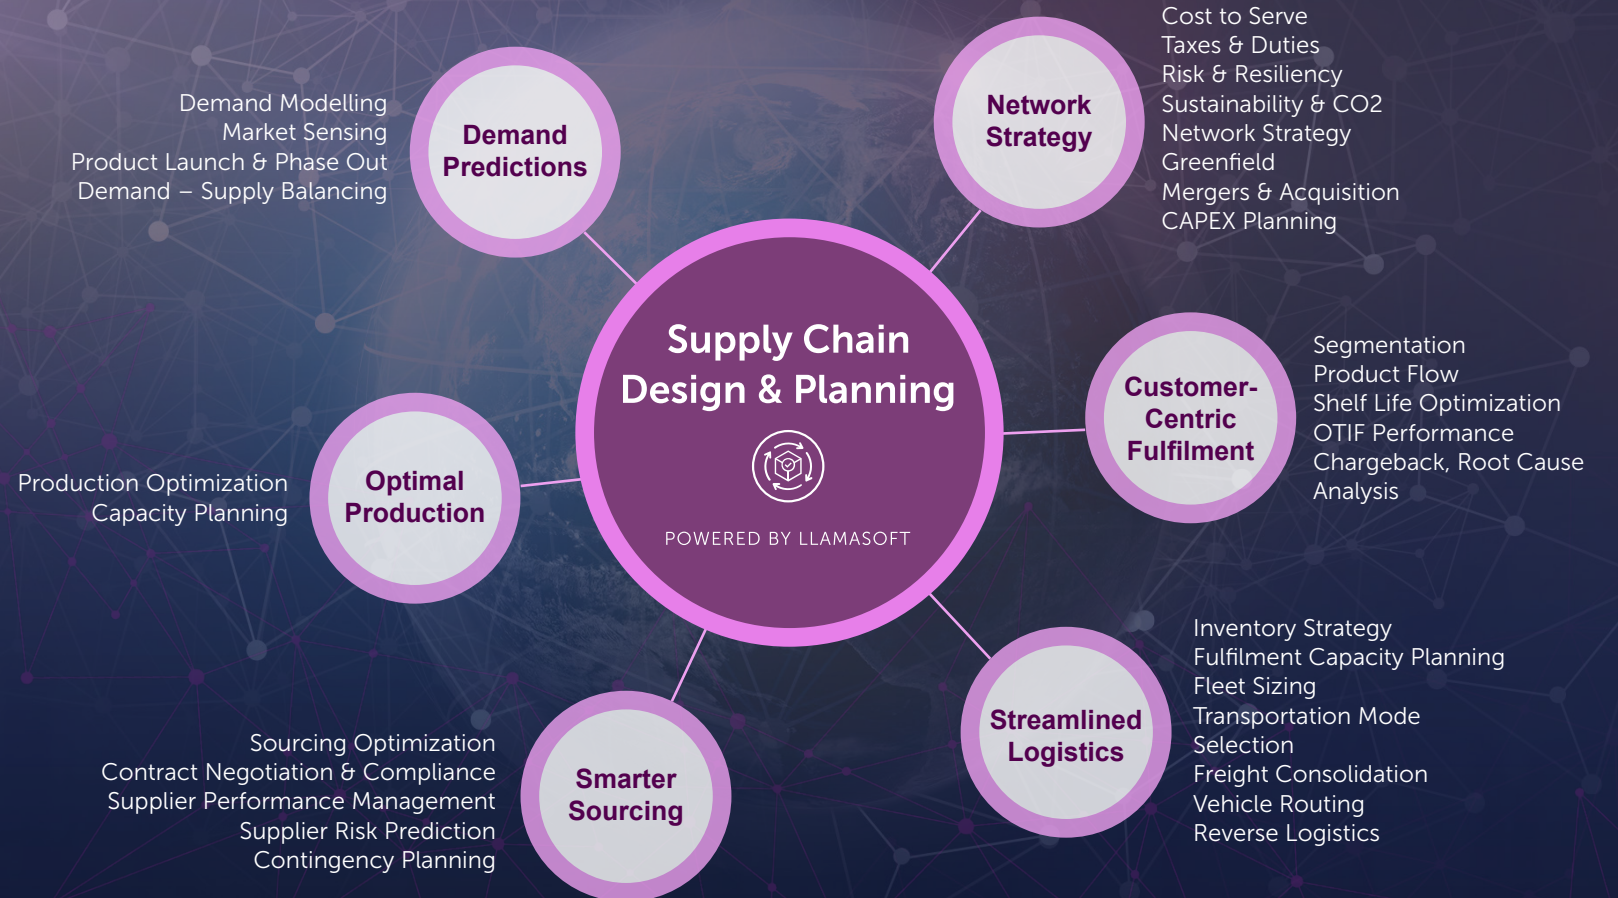 Demand Modelling
Market Sensing
Product Launch & Phase Out
Demand – Supply Balancing
Demand
Predictions
Network
Strategy
Cost to Serve
Taxes & Duties
Risk & Resiliency
Sustainability & CO2
Network Strategy
Greenfield
Mergers & Acquisition
CAPEX Planning
Supply Chain
Design & Planning
POWERED BY LLAMASOFT
Customer-
Centric
Fulfilment
Segmentation
Product Flow
Shelf Life Optimization
OTIF Performance
Chargeback, Root Cause
Analysis
Production Optimization
Capacity Planning
Optimal
Production
Streamlined
Logistics
Inventory Strategy
Fulfilment Capacity Planning
Fleet Sizing
Transportation Mode
Selection
Freight Consolidation
Vehicle Routing
Reverse Logistics
Sourcing Optimization
Contract Negotiation & Compliance
Supplier Performance Management
Supplier Risk Prediction
Contingency Planning
Smarter
Sourcing